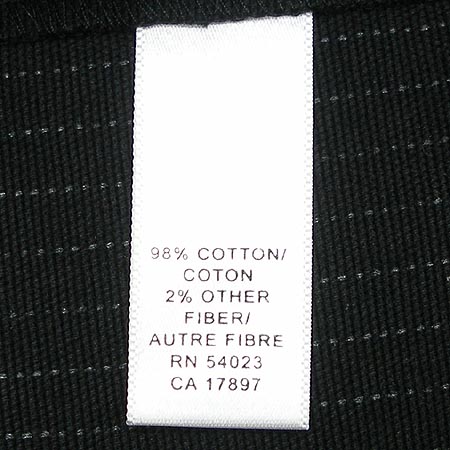 98% COTTON/
COTON
2% OTHER
FIBER/
AUTRE FIBRE
RN 54023
CA 17897